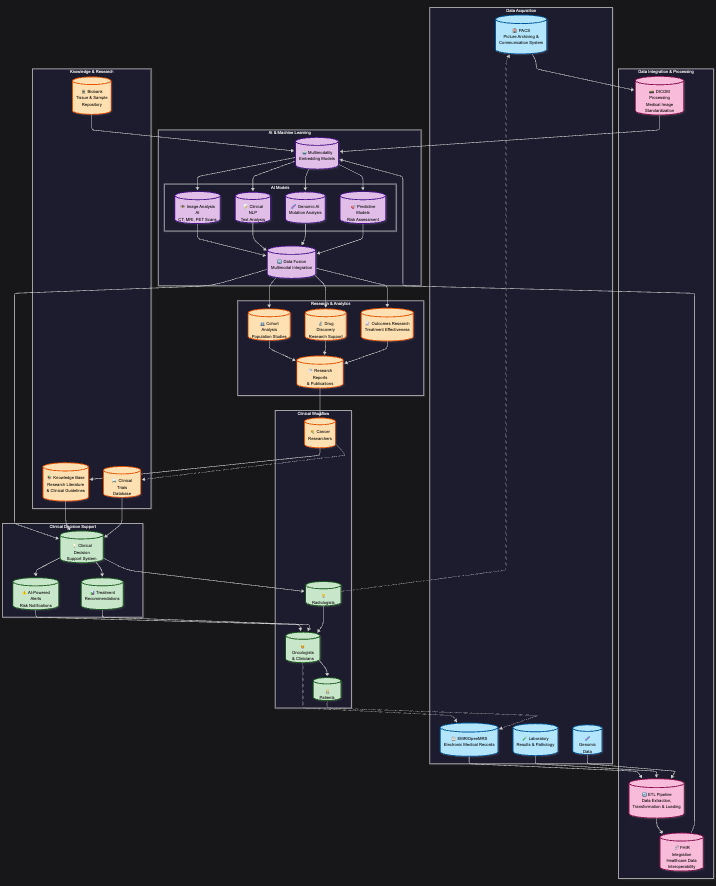 Data Acquisition
PACS
Picture Archiving &
Communication System
Knowledge & Research
Biobank
Tissue & Sample
Repository
Data Integration & Processing
DICOM
Processing
Medical Image
Standardization
AI & Machine Learning
Multimodality
Embedding Models
AI Models
Image Analysis
AI
CT, MRI, PET Scans
Clinical
NLP
Text Analysis
Genomic AI
Mutation Analysis
Predictive
Models
Risk Assessment
Data Fusion
Multimodal Integration
Research & Analytics
Cohort
Analysis
Population Studies
Drug
Discovery
Research Support
Outcomes Research
Treatment Effectiveness
Research
Reports
& Publications
Clinical Workflow
Cancer
Researchers
Knowledge Base
Research Literature
& Clinical Guidelines
Clinical
Trials
Database
Clinical Decision Support
Clinical
Decision
Support System
AI-Powered
Alerts
Risk Notifications
Treatment
Recommendations
Radiologists
Oncologists
& Clinicians
Patients
EMR/OpenMRS
Electronic Medical Records
Laboratory
Results & Pathology
Genomic
Data
ETL Pipeline
Data Extraction,
Transformation & Loading
FHIR
Integration
Healthcare Data
Interoperability